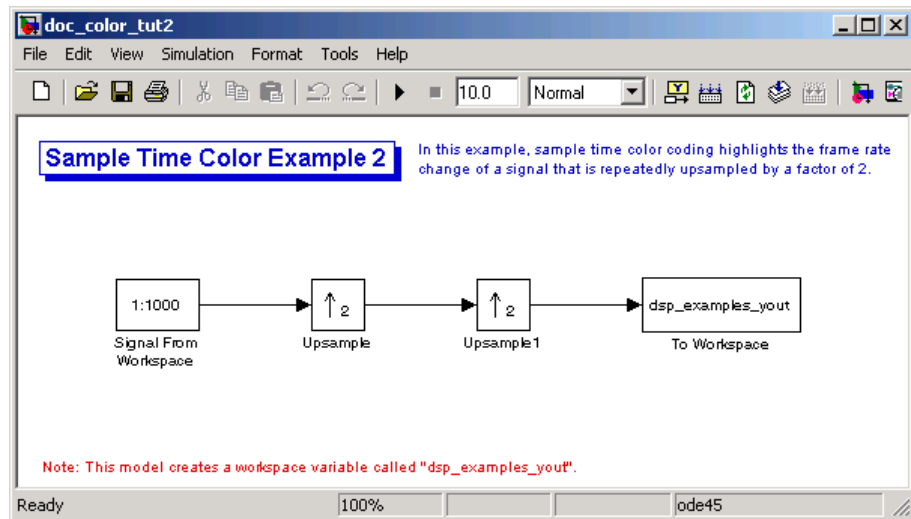 doc_color_tut2
File Edit View Simulation Format Tools Help
10.0 Normal
Sample Time Color Example 2
In this example, sample time color coding highlights the frame rate
change of a signal that is repeatedly upsampled by a factor of 2.
1:1000
2
2
dsp_examples_yout
Signal From
Workspace
Upsample
Upsample1
To Workspace
Note: This model creates a workspace variable called "dsp_examples_yout".
Ready 100% ode45